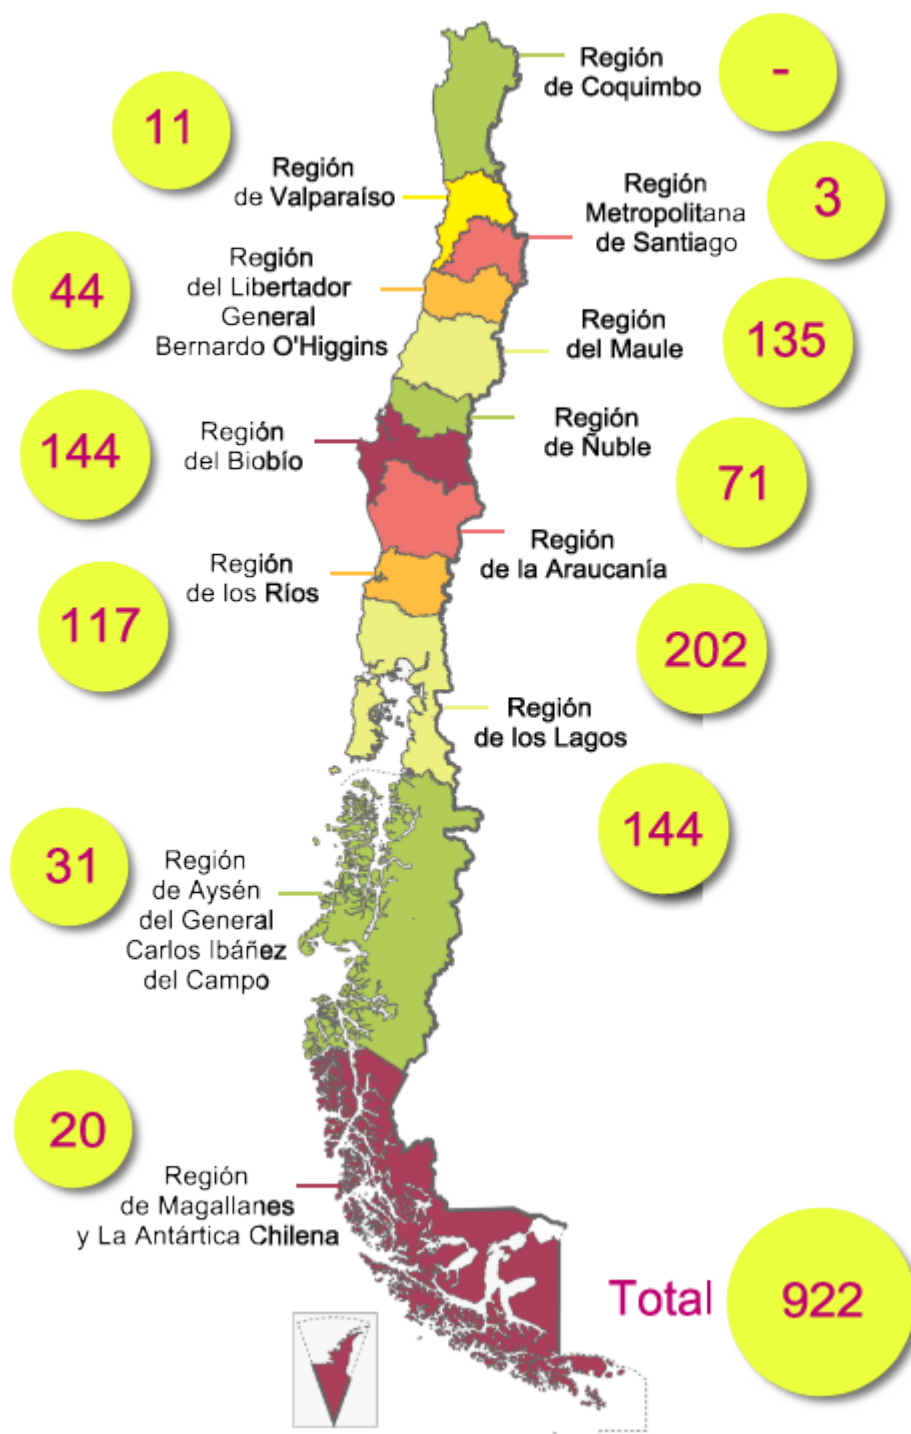 Región
de Coquimbo
-
11
Región
de Valparaíso
Región
Metropolitana
de Santiago
3
44
Región
del Libertador
General
Bernardo O'Higgins
Región
del Maule
135
144
Región
del Biobío
Región
de Ñuble
71
Región
de la Araucanía
Región
de los Ríos
117
202
Región
de los Lagos
144
31
Región
de Aysén
del General
Carlos Ibáñez
del Campo
20
Región
de Magallanes
y La Antártica Chilena
Total
922